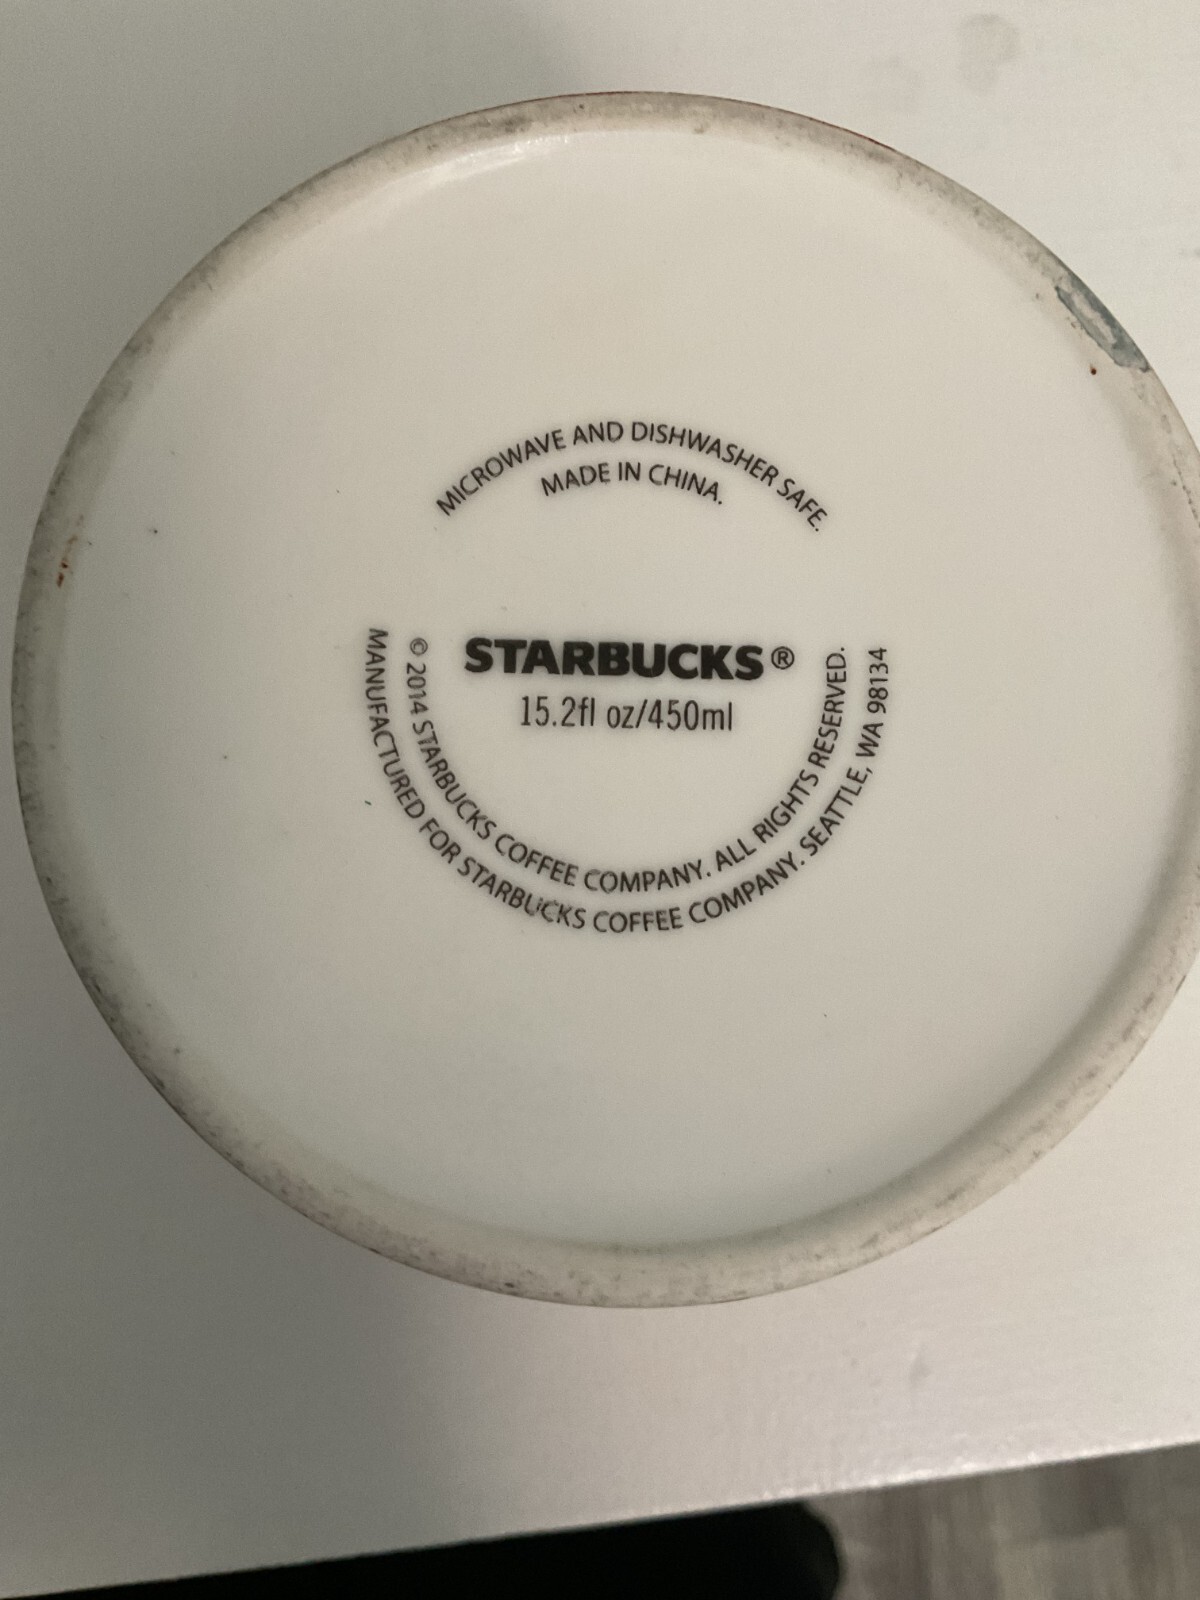 MICROWAVE AND DISHWASHER SAFE.
MADE IN CHINA.
STARBUCKS®
15.2fl oz/450ml
© 2014 STARBUCKS COFFEE COMPANY. ALL RIGHTS RESERVED.
MANUFACTURED FOR STARBUCKS COFFEE COMPANY. SEATTLE, WA 98134